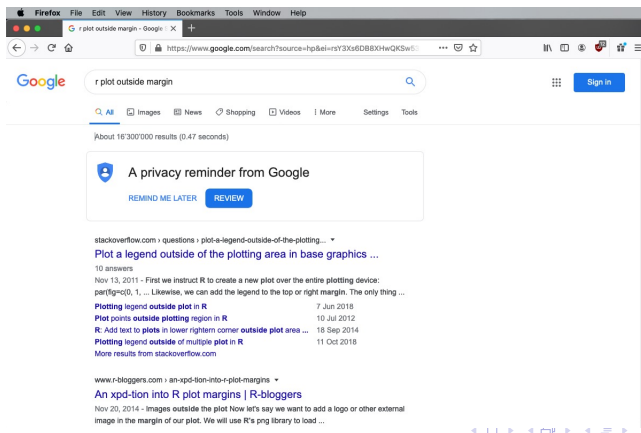 Firefox File Edit View History Bookmarks Tools Window Help
r plot outside margin - Google
https://www.google.com/search?source=hp&ei=rsY3Xs6DB8XHwQKSw5
Google
r plot outside margin
Sign in
All Images News Shopping Videos More Settings Tools
About 16'300'000 results (0.47 seconds)
A privacy reminder from Google
REMIND ME LATER REVIEW
stackoverflow.com › questions › plot-a-legend-outside-of-the-plotting...
Plot a legend outside of the plotting area in base graphics ...
10 answers
Nov 13, 2011 - First we instruct R to create a new plot over the entire plotting device:
par(fig=c(0, 1, ... Likewise, we can add the legend to the top or right margin. The only thing ...
Plotting legend outside plot in R 7 Jun 2018
Plot points outside plotting region in R 10 Jul 2012
R: Add text to plots in lower rightern corner outside plot area ... 18 Sep 2014
Plotting legend outside of multiple plot in R 11 Oct 2018
More results from stackoverflow.com
www.r-bloggers.com › an-xpd-tion-into-r-plot-margins
An xpd-tion into R plot margins | R-bloggers
Nov 20, 2014 - Images outside the plot Now let's say we want to add a logo or other external
image in the margin of our plot. We will use R's png library to load ...